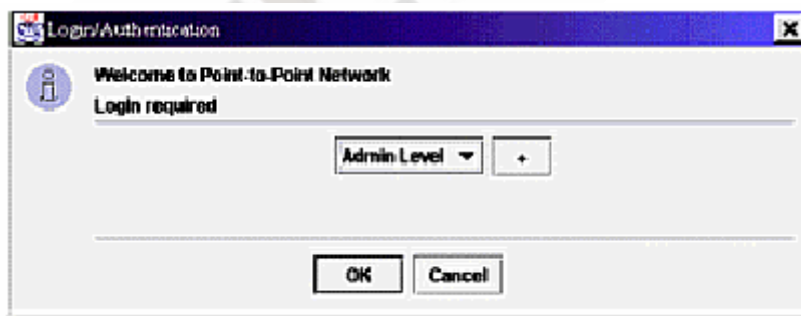 Login/Authentication
Welcome to Point-to-Point Network
Login required
Admin Level
+
OK
Cancel